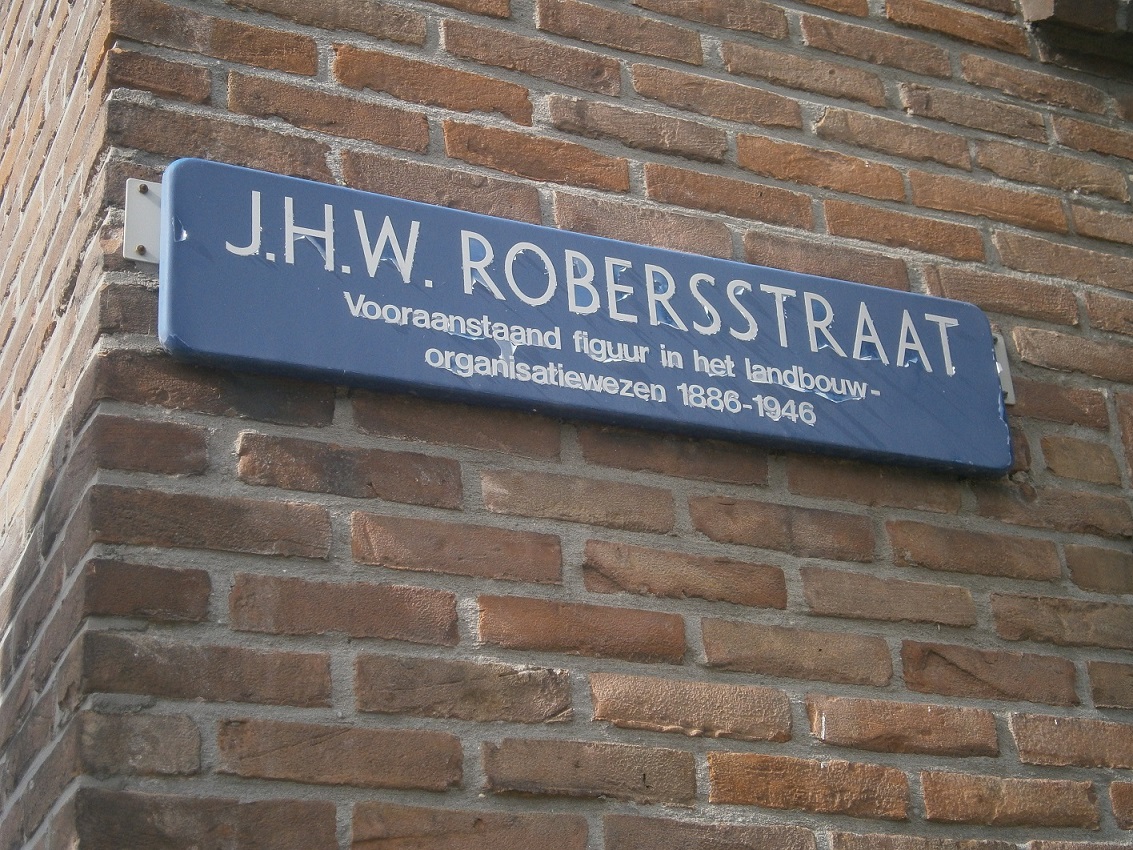 J.H.W. ROBERSSTRAAT
Vooraanstaand figuur in het landbouw-
organisatiewezen 1886-1946